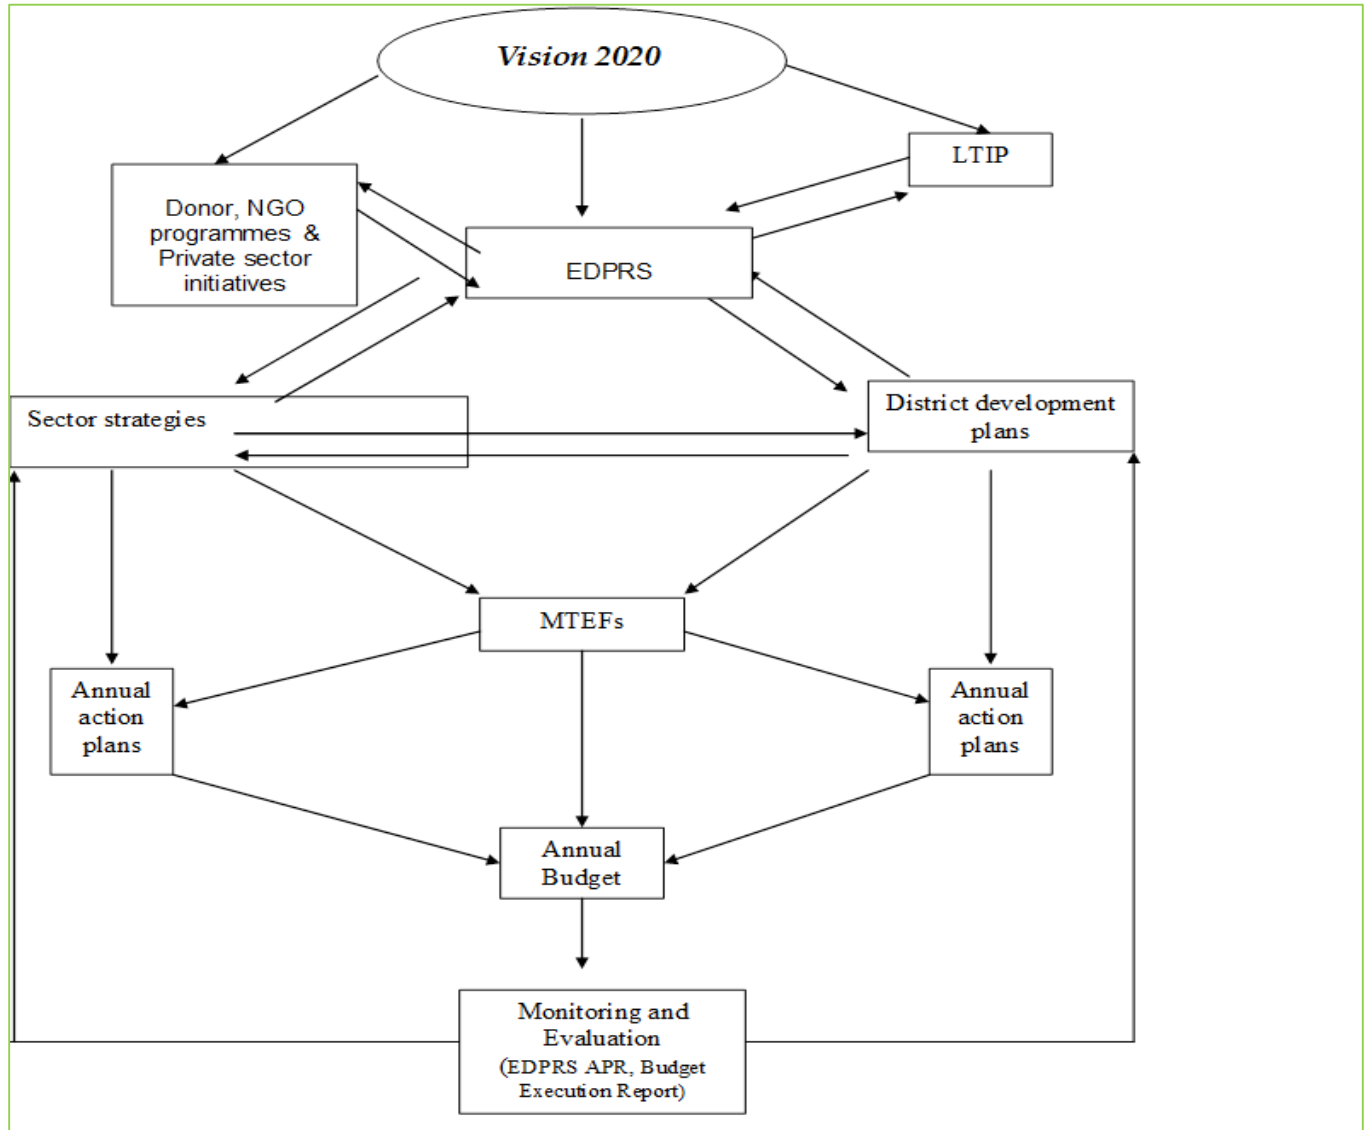 Vision 2020
LTIP
Donor, NGO
programmes &
Private sector
initiatives
EDPRS
Sector strategies
District development
plans
MTEFs
Annual
action
plans
Annual
action
plans
Annual
Budget
Monitoring and
Evaluation
(EDPRS APR, Budget
Execution Report)